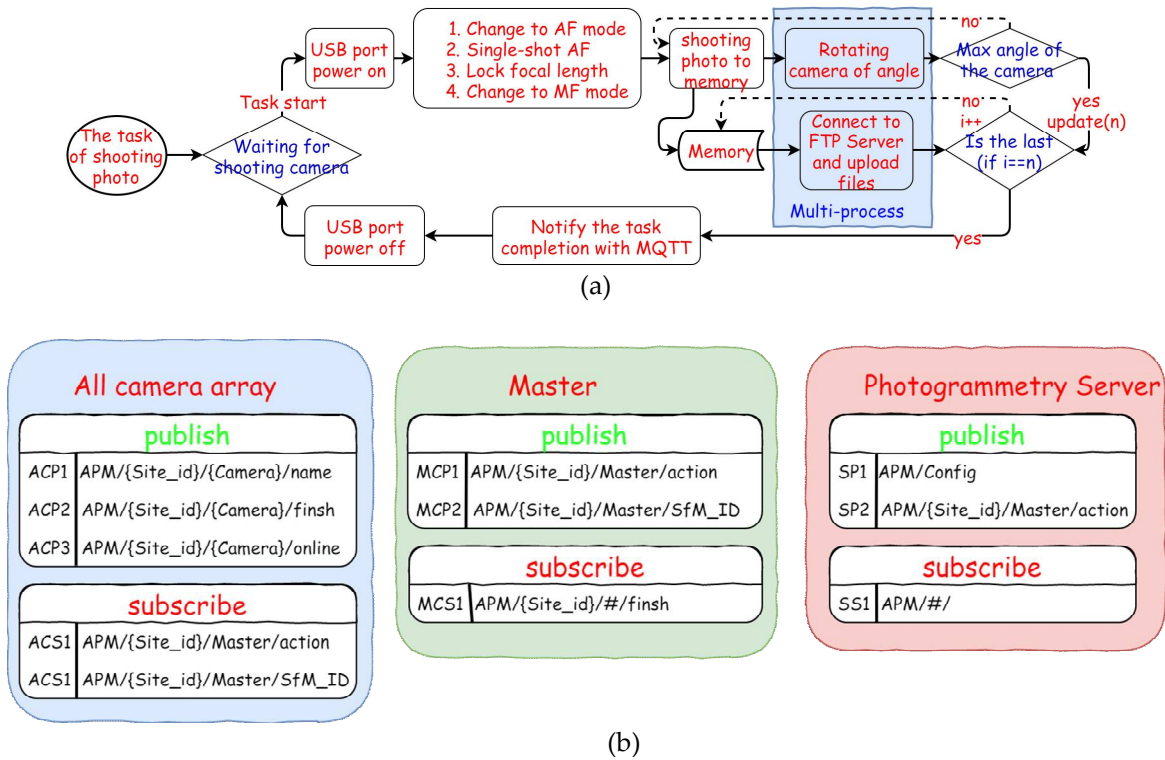 The task
of shooting
photo
Waiting for
shooting camera
Task start
USB port
power on
1. Change to AF mode
2. Single-shot AF
3. Lock focal length
4. Change to MF mode
shooting
photo to
memory
Rotating
camera of angle
Max angle of
the camera
no
yes
update(n)
Memory
Connect to
FTP Server
and upload
files
Multi-process
no
i++
Is the last
(if i==n)
yes
Notify the task
completion with MQTT
USB port
power off
(a)
All camera array
publish
ACP1 APM/{Site_id}/{Camera}/name
ACP2 APM/{Site_id}/{Camera}/finsh
ACP3 APM/{Site_id}/{Camera}/online
subscribe
ACS1 APM/{Site_id}/Master/action
ACS1 APM/{Site_id}/Master/SfM_ID
Master
publish
MCP1 APM/{Site_id}/Master/action
MCP2 APM/{Site_id}/Master/SfM_ID
subscribe
MCS1 APM/{Site_id}/#/finsh
Photogrammetry Server
publish
SP1 APM/Config
SP2 APM/{Site_id}/Master/action
subscribe
SS1 APM/#/
(b)